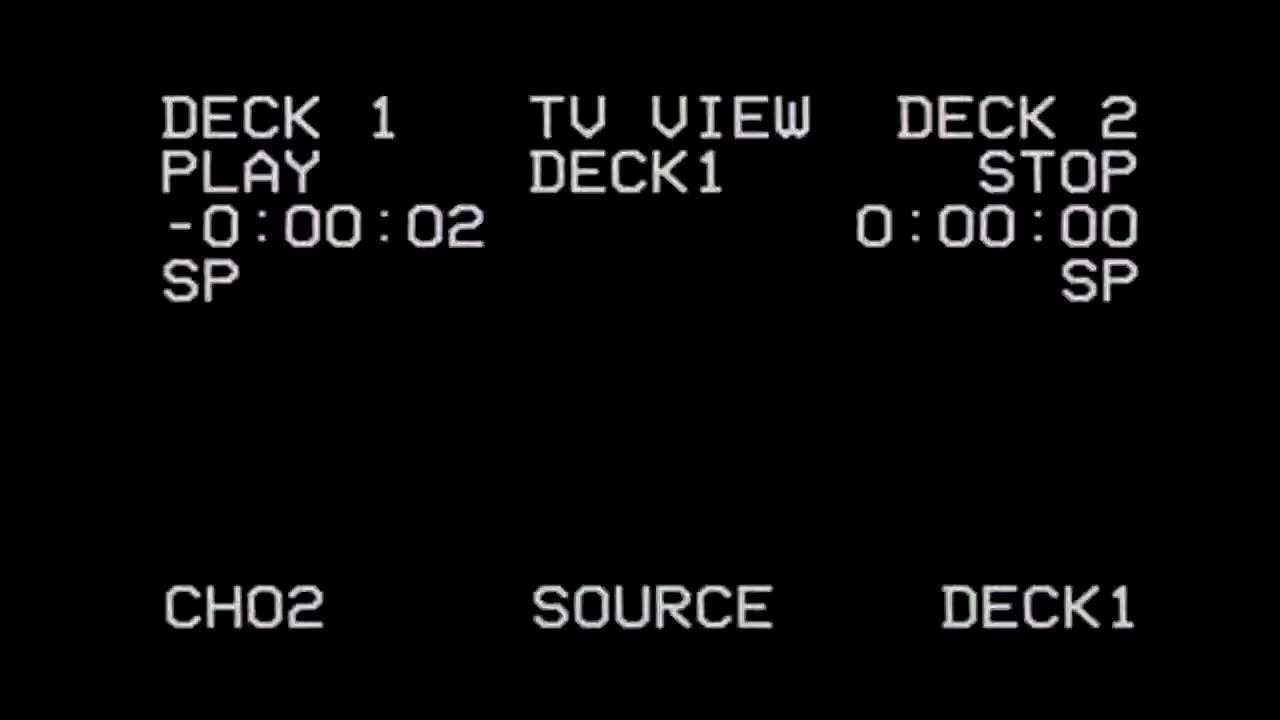 DECK 1 TV VIEW DECK 2
PLAY DECK1 STOP
-0:00:02 0:00:00
SP SP
CH02 SOURCE DECK1